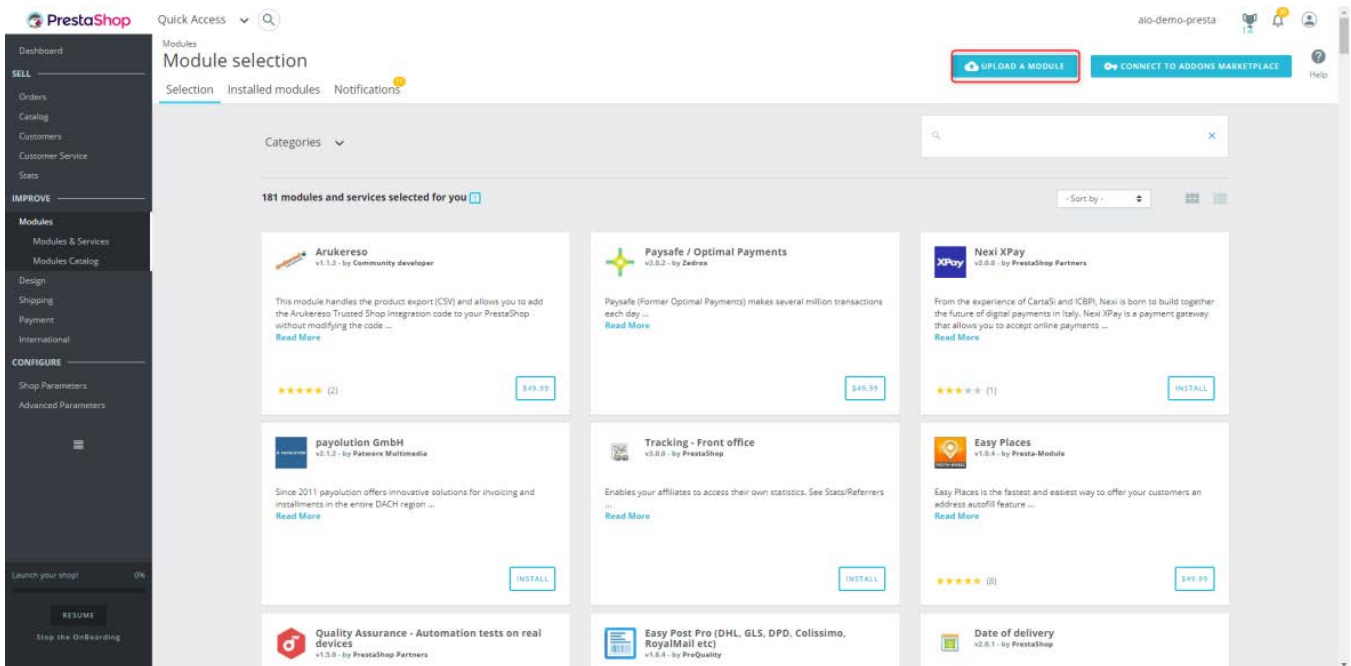 PrestaShop
Quick Access
aio-demo-presta
Dashboard
SELL
Orders
Catalog
Customers
Customer Service
Stats
IMPROVE
Modules
Modules & Services
Modules Catalog
Design
Shipping
Payment
International
CONFIGURE
Shop Parameters
Advanced Parameters
Launch your shop! 0%
RESUME
Stop the OnBoarding
Modules
Module selection
UPLOAD A MODULE
CONNECT TO ADDONS MARKETPLACE
Help
Selection Installed modules Notifications
Categories
181 modules and services selected for you
- Sort by -
Arukereso
v1.1.2 - by Community developer
This module handles the product export (CSV) and allows you to add
the Arukereso Trusted Shop Integration code to your PrestaShop
without modifying the code ...
Read More
(2)
$49.99
Paysafe / Optimal Payments
v2.0.2 - by Zedrex
Paysafe (Former Optimal Payments) makes several million transactions
each day ...
Read More
$49.99
XPay
Nexi XPay
v2.0.0 - by PrestaShop Partners
From the experience of CartaSi and ICBPI, Nexi is born to build together
the future of digital payments in Italy. Nexi XPay is a payment gateway
that allows you to accept online payments ...
Read More
(1)
INSTALL
payolution GmbH
v2.1.2 - by Patworx Multimedia
Since 2011 payolution offers innovative solutions for invoicing and
installments in the entire DACH region ...
Read More
INSTALL
Tracking - Front office
v3.0.0 - by PrestaShop
Enables your affiliates to access their own statistics. See Stats/Referrers
...
Read More
INSTALL
Easy Places
v1.0.4 - by Presta-Module
Easy Places is the fastest and easiest way to offer your customers an
address autofill feature ...
Read More
(8)
$49.99
Quality Assurance - Automation tests on real
devices
v1.5.0 - by PrestaShop Partners
Easy Post Pro (DHL, GLS, DPD, Colissimo,
RoyalMail etc)
v1.6.4 - by PreQuality
Date of delivery
v2.0.1 - by PrestaShop